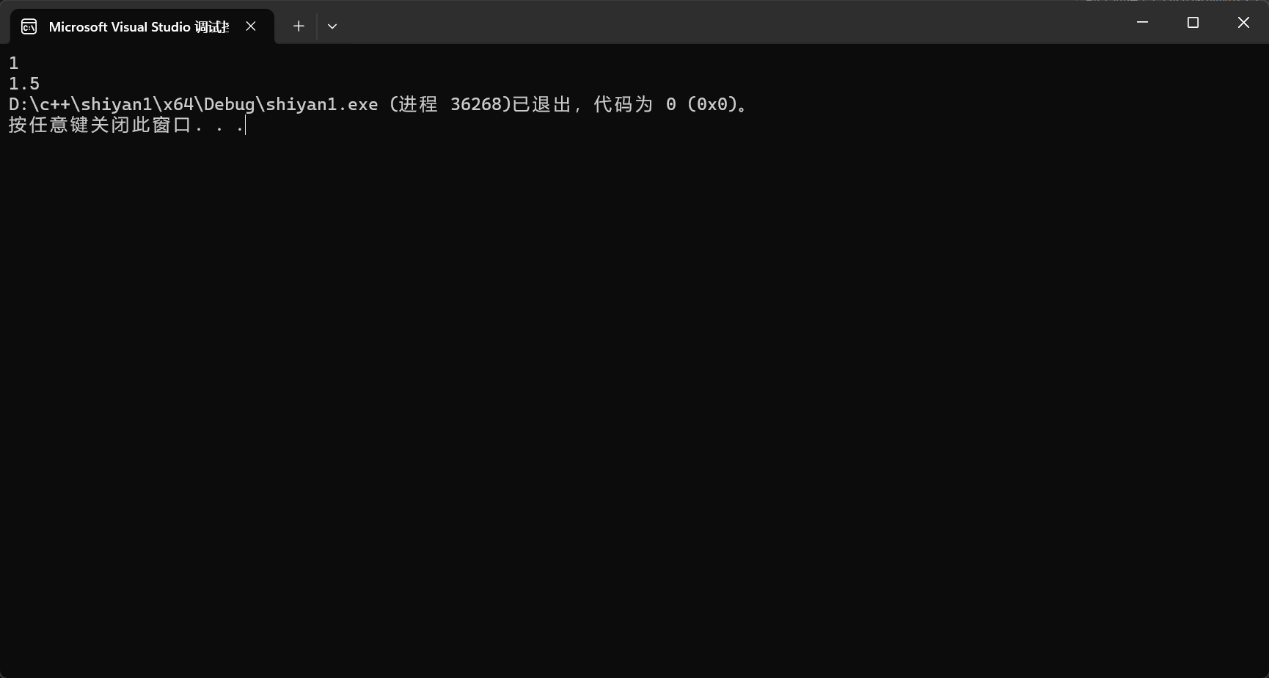 Microsoft Visual Studio 调试控
1
1.5
D:\c++\shiyan1\x64\Debug\shiyan1.exe (进程 36268)已退出，代码为 0 (0x0)。
按任意键关闭此窗口. . .